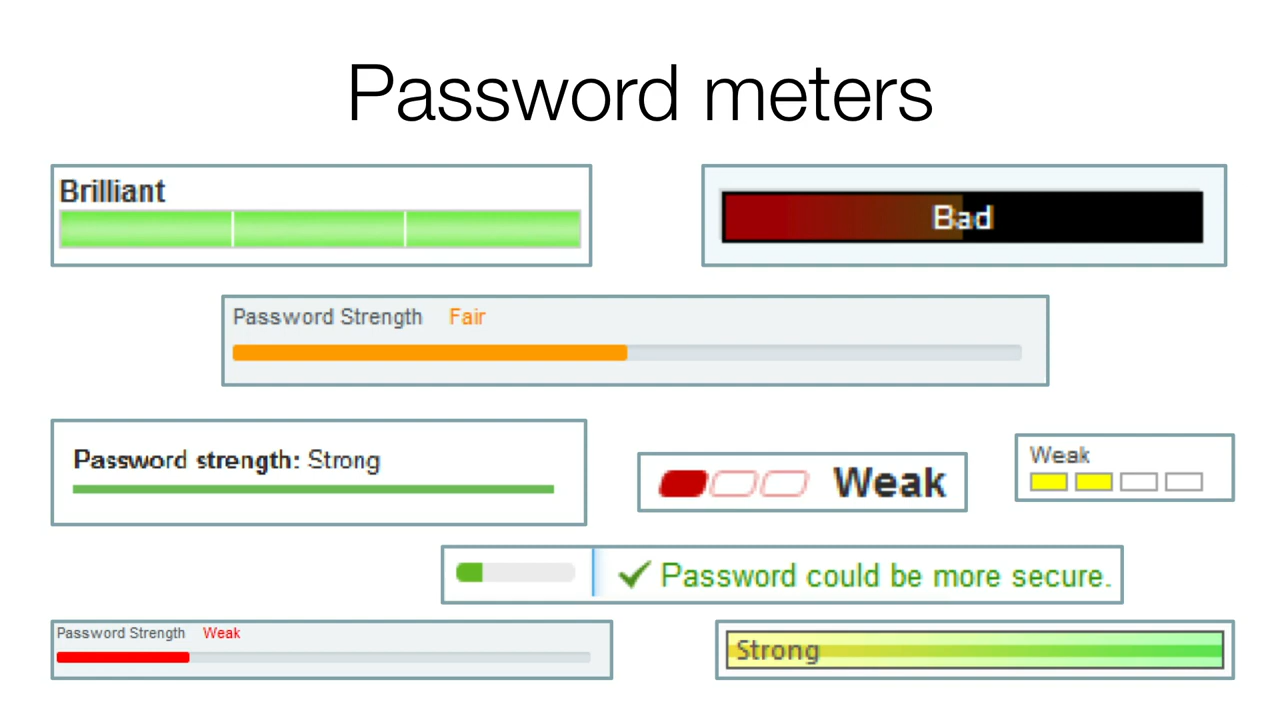 Password meters
Brilliant
Bad
Password Strength Fair
Password strength: Strong
Weak
Weak
Password could be more secure.
Password Strength Weak
Strong